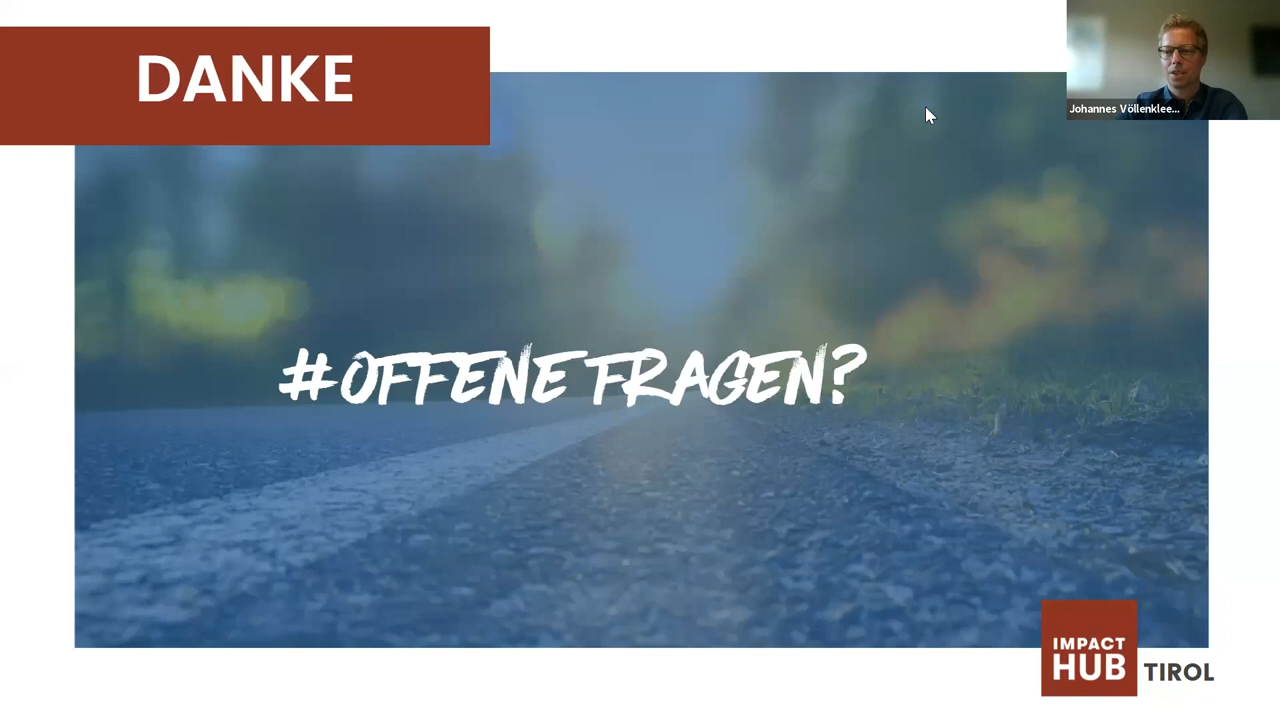 DANKE
Johannes Völlenklee...
#OFFENE FRAGEN?
IMPACT
HUB TIROL